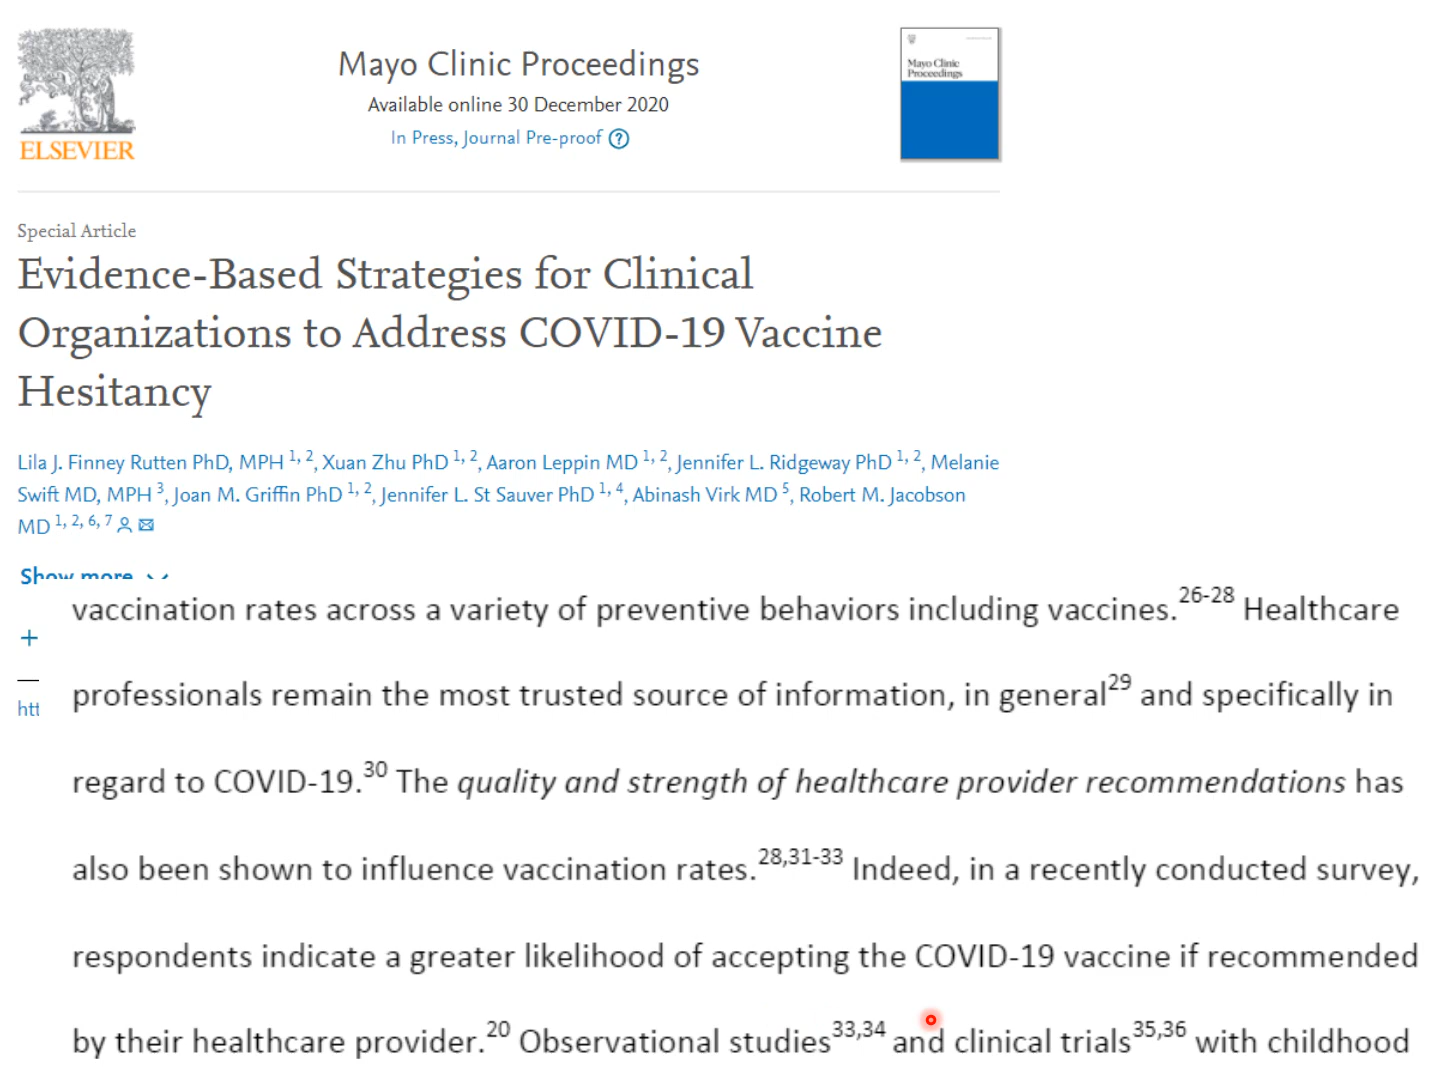 ELSEVIER
Mayo Clinic Proceedings
Available online 30 December 2020
In Press, Journal Pre-proof
Mayo Clinic
Proceedings
Special Article
Evidence-Based Strategies for Clinical
Organizations to Address COVID-19 Vaccine
Hesitancy
Lila J. Finney Rutten PhD, MPH 1, 2, Xuan Zhu PhD 1, 2, Aaron Leppin MD 1, 2, Jennifer L. Ridgeway PhD 1, 2, Melanie
Swift MD, MPH 3, Joan M. Griffin PhD 1, 2, Jennifer L. St Sauver PhD 1, 4, Abinash Virk MD 5, Robert M. Jacobson
MD 1, 2, 6, 7
Show more
vaccination rates across a variety of preventive behaviors including vaccines.26-28 Healthcare
+
professionals remain the most trusted source of information, in general29 and specifically in
htt
regard to COVID-19.30 The quality and strength of healthcare provider recommendations has
also been shown to influence vaccination rates.28,31-33 Indeed, in a recently conducted survey,
respondents indicate a greater likelihood of accepting the COVID-19 vaccine if recommended
by their healthcare provider.20 Observational studies33,34 and clinical trials35,36 with childhood